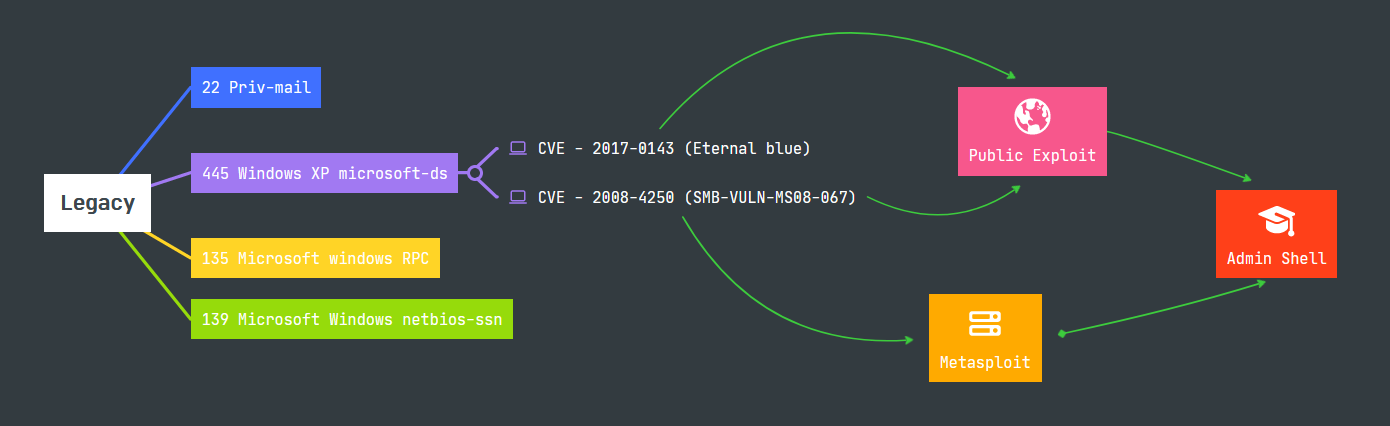 Legacy
22 Priv-mail
445 Windows XP microsoft-ds
CVE - 2017-0143 (Eternal blue)
CVE - 2008-4250 (SMB-VULN-MS08-067)
135 Microsoft windows RPC
139 Microsoft Windows netbios-ssn
Public Exploit
Metasploit
Admin Shell